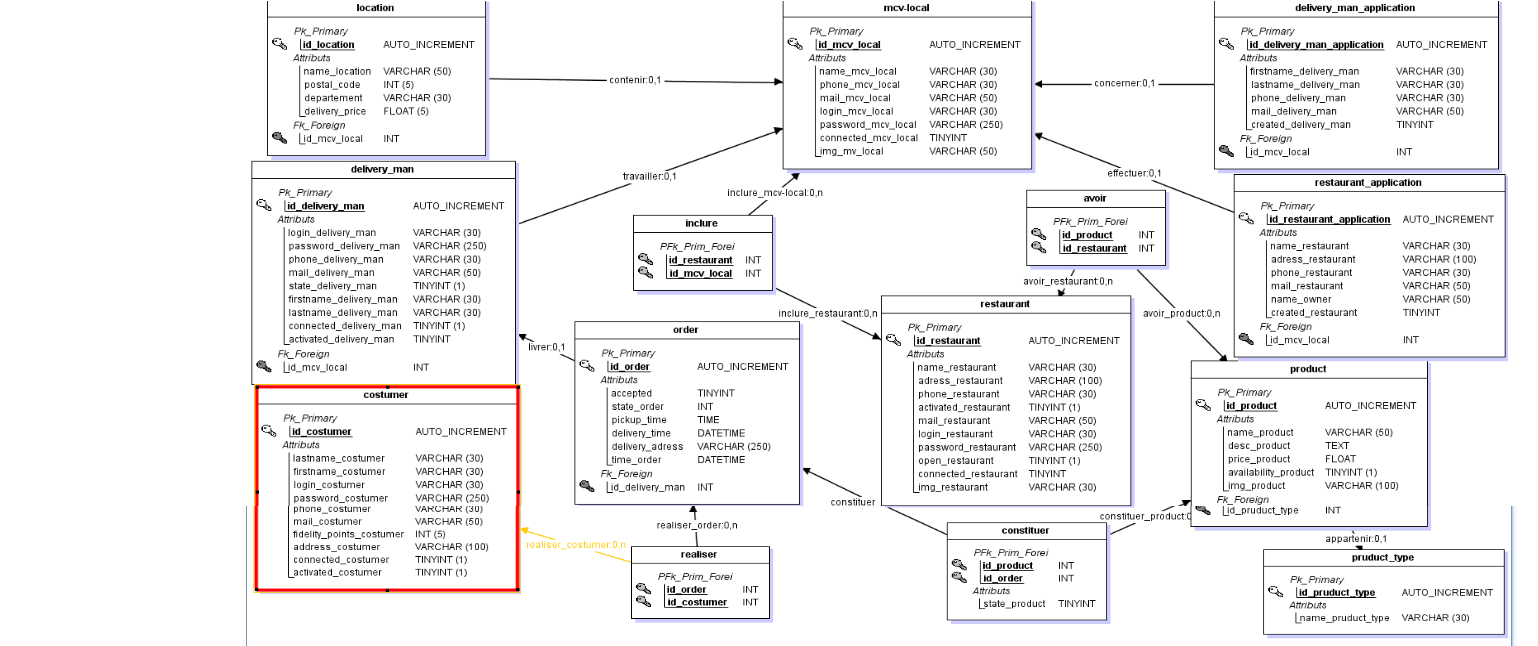 location
Pk_Primary
id_location AUTO_INCREMENT
Attributs
name_location VARCHAR (50)
postal_code INT (5)
departement VARCHAR (30)
delivery_price FLOAT (5)
Fk_Foreign
id_mcv_local INT
contenir:0,1
mcv-local
Pk_Primary
id_mcv_local AUTO_INCREMENT
Attributs
name_mcv_local VARCHAR (30)
phone_mcv_local VARCHAR (30)
mail_mcv_local VARCHAR (50)
login_mcv_local VARCHAR (30)
password_mcv_local VARCHAR (250)
connected_mcv_local TINYINT
img_mv_local VARCHAR (50)
concerner:0,1
delivery_man_application
Pk_Primary
id_delivery_man_application AUTO_INCREMENT
Attributs
firstname_delivery_man VARCHAR (30)
lastname_delivery_man VARCHAR (30)
phone_delivery_man VARCHAR (30)
mail_delivery_man VARCHAR (50)
created_delivery_man TINYINT
Fk_Foreign
id_mcv_local INT
delivery_man
Pk_Primary
id_delivery_man AUTO_INCREMENT
Attributs
login_delivery_man VARCHAR (30)
password_delivery_man VARCHAR (250)
phone_delivery_man VARCHAR (30)
mail_delivery_man VARCHAR (50)
state_delivery_man TINYINT (1)
firstname_delivery_man VARCHAR (30)
lastname_delivery_man VARCHAR (30)
connected_delivery_man TINYINT (1)
activated_delivery_man TINYINT
Fk_Foreign
id_mcv_local INT
travailler:0,1
inclure_mcv-local:0,n
inclure
PFk_Prim_Forei
id_restaurant INT
id_mcv_local INT
inclure_restaurant:0,n
effectuer:0,1
avoir
PFk_Prim_Forei
id_product INT
id_restaurant INT
avoir_restaurant:0,n
avoir_product:0,n
restaurant_application
Pk_Primary
id_restaurant_application AUTO_INCREMENT
Attributs
name_restaurant VARCHAR (30)
adress_restaurant VARCHAR (100)
phone_restaurant VARCHAR (30)
mail_restaurant VARCHAR (50)
name_owner VARCHAR (50)
created_restaurant TINYINT
Fk_Foreign
id_mcv_local INT
livrer:0,1
order
Pk_Primary
id_order AUTO_INCREMENT
Attributs
accepted TINYINT
state_order INT
pickup_time TIME
delivery_time DATETIME
delivery_adress VARCHAR (250)
time_order DATETIME
Fk_Foreign
id_delivery_man INT
restaurant
Pk_Primary
id_restaurant AUTO_INCREMENT
Attributs
name_restaurant VARCHAR (30)
adress_restaurant VARCHAR (100)
phone_restaurant VARCHAR (30)
activated_restaurant TINYINT (1)
mail_restaurant VARCHAR (50)
login_restaurant VARCHAR (30)
password_restaurant VARCHAR (250)
open_restaurant TINYINT (1)
connected_restaurant TINYINT
img_restaurant VARCHAR (30)
product
Pk_Primary
id_product AUTO_INCREMENT
Attributs
name_product VARCHAR (50)
desc_product TEXT
price_product FLOAT
availability_product TINYINT (1)
img_product VARCHAR (100)
Fk_Foreign
id_pruduct_type INT
costumer
Pk_Primary
id_costumer AUTO_INCREMENT
Attributs
lastname_costumer VARCHAR (30)
firstname_costumer VARCHAR (30)
login_costumer VARCHAR (30)
password_costumer VARCHAR (250)
phone_costumer VARCHAR (30)
mail_costumer VARCHAR (50)
fidelity_points_costumer INT (5)
address_costumer VARCHAR (100)
connected_costumer TINYINT (1)
activated_costumer TINYINT (1)
realiser_costumer:0,n
realiser_order:0,n
realiser
PFk_Prim_Forei
id_order INT
id_costumer INT
constituer
constituer_product:0
constituer
PFk_Prim_Forei
id_product INT
id_order INT
Attributs
state_product TINYINT
appartenir:0,1
pruduct_type
Pk_Primary
id_pruduct_type AUTO_INCREMENT
Attributs
name_pruduct_type VARCHAR (30)